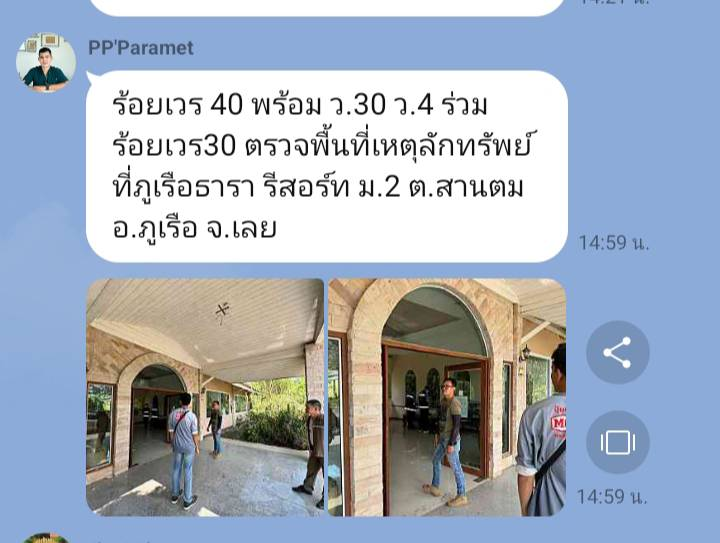 PP'Paramet
ร้อยเวร 40 พร้อม ว.30 ว.4 ร่วม
ร้อยเวร30 ตรวจพื้นที่เหตุลักทรัพย์
ที่ภูเรือธารา รีสอร์ท ม.2 ต.สานตม
อ.ภูเรือ จ.เลย
14:59 น.
14:59 น.